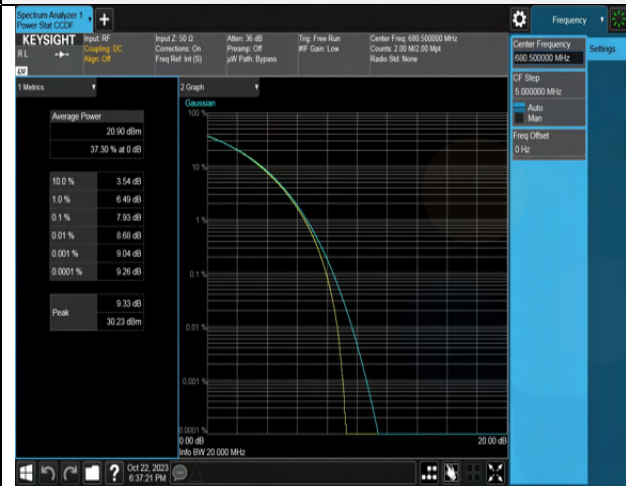 Spectrum Analyzer 1
Power Stat CCDF
Frequency
KEYSIGHT
Input: RF
Input Z: 50 Ω
Atten: 36 dB
Trig: Free Run
Center Freq: 680.500000 MHz
RL
Coupling: DC
Corrections: On
Preamp: Off
#IF Gain: Low
Counts: 2.00 M/2.00 Mpt
Align: Off
Freq Ref: Int (S)
µW Path: Bypass
Radio Std: None
Center Frequency
680.500000 MHz
Settings
CF Step
5.000000 MHz
Auto
Man
Freq Offset
0 Hz
1 Metrics
Average Power
20.90 dBm
37.30 % at 0 dB
10.0 % 3.54 dB
1.0 % 6.49 dB
0.1 % 7.93 dB
0.01 % 8.68 dB
0.001 % 9.04 dB
0.0001 % 9.26 dB
Peak
9.33 dB
30.23 dBm
2 Graph
Gaussian
100 %
10 %
1 %
0.1 %
0.01 %
0.001 %
0.0001 %
0.00 dB
20.00 dB
Info BW 20.000 MHz
Oct 22, 2023
6:37:21 PM